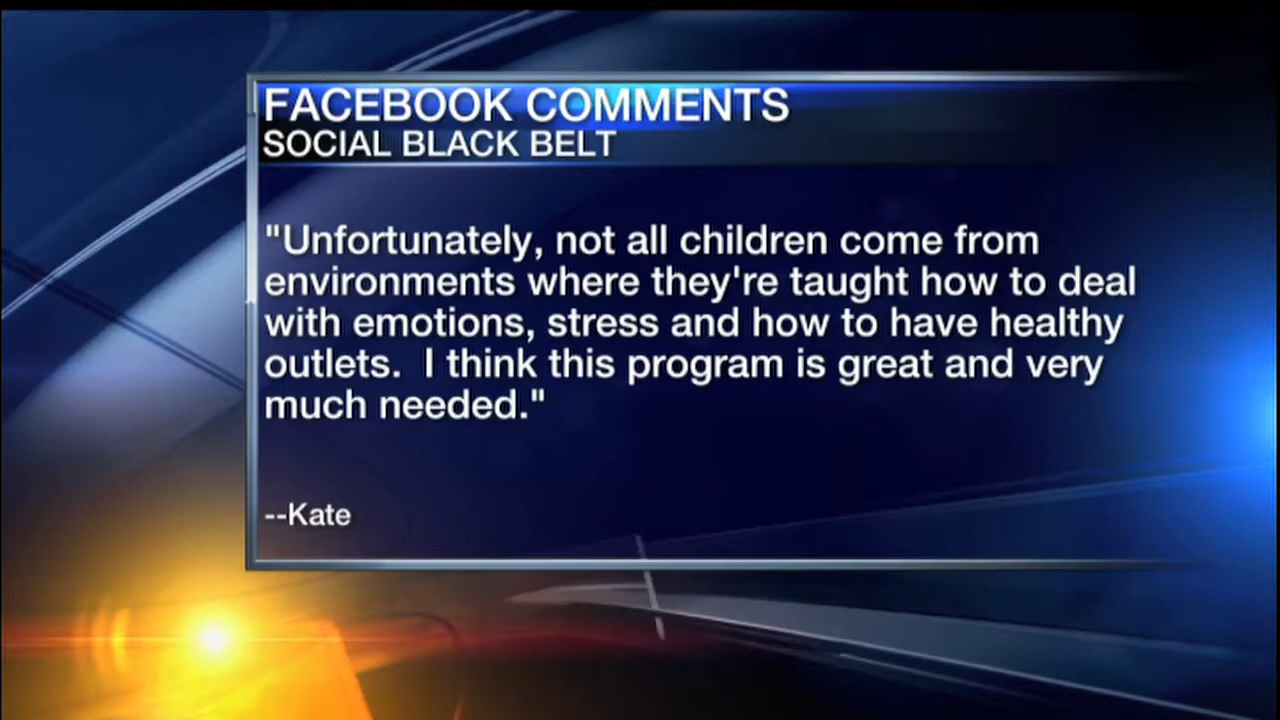 FACEBOOK COMMENTS
SOCIAL BLACK BELT
"Unfortunately, not all children come from
environments where they're taught how to deal
with emotions, stress and how to have healthy
outlets.  I think this program is great and very
much needed."
--Kate